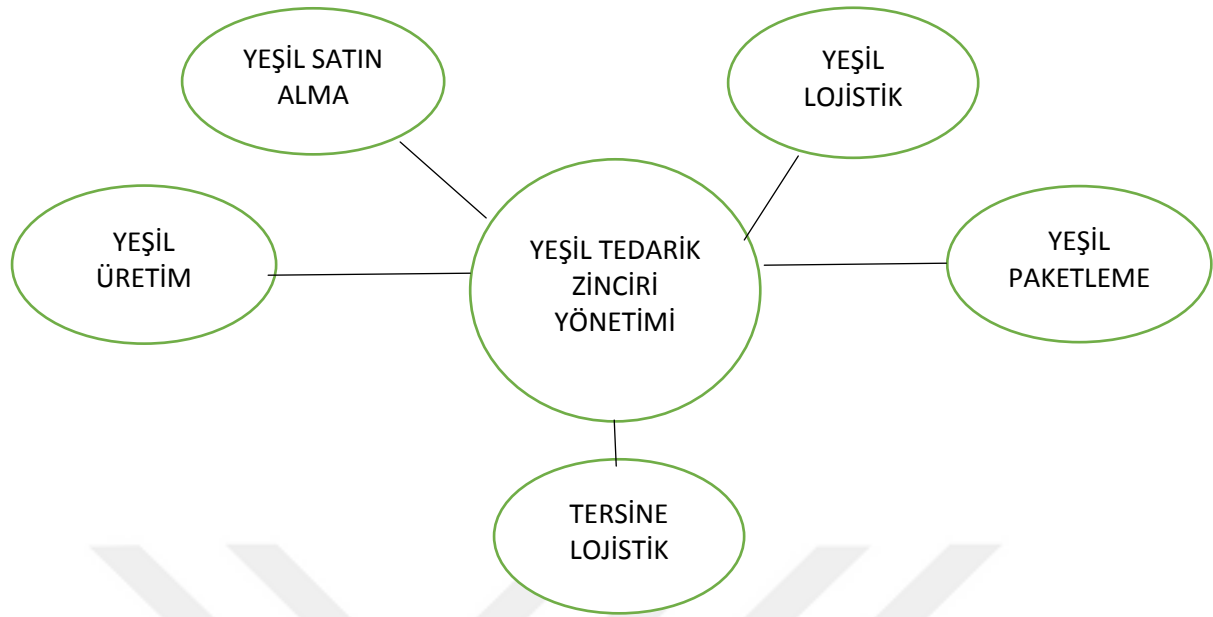 YEŞİL SATIN
ALMA
YEŞİL
LOJİSTİK
YEŞİL
ÜRETİM
YEŞİL TEDARİK
ZİNCİRİ
YÖNETİMİ
YEŞİL
PAKETLEME
TERSİNE
LOJİSTİK